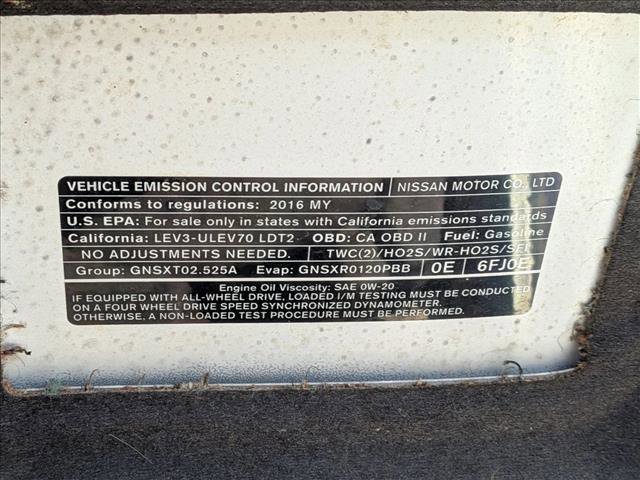 VEHICLE EMISSION CONTROL INFORMATION NISSAN MOTOR CO., LTD
Conforms to regulations: 2016 MY
U.S. EPA: For sale only in states with California emissions standards
California: LEV3-ULEV70 LDT2 OBD: CA OBD II Fuel: Gasoline
NO ADJUSTMENTS NEEDED. TWC(2)/HO2S/WR-HO2S/SFI
Group: GNSXT02.525A Evap: GNSXR0120PBB 0E 6FJ0E
Engine Oil Viscosity: SAE 0W-20
IF EQUIPPED WITH ALL-WHEEL DRIVE, LOADED I/M TESTING MUST BE CONDUCTED
ON A FOUR WHEEL DRIVE SPEED SYNCHRONIZED DYNAMOMETER.
OTHERWISE, A NON-LOADED TEST PROCEDURE MUST BE PERFORMED.